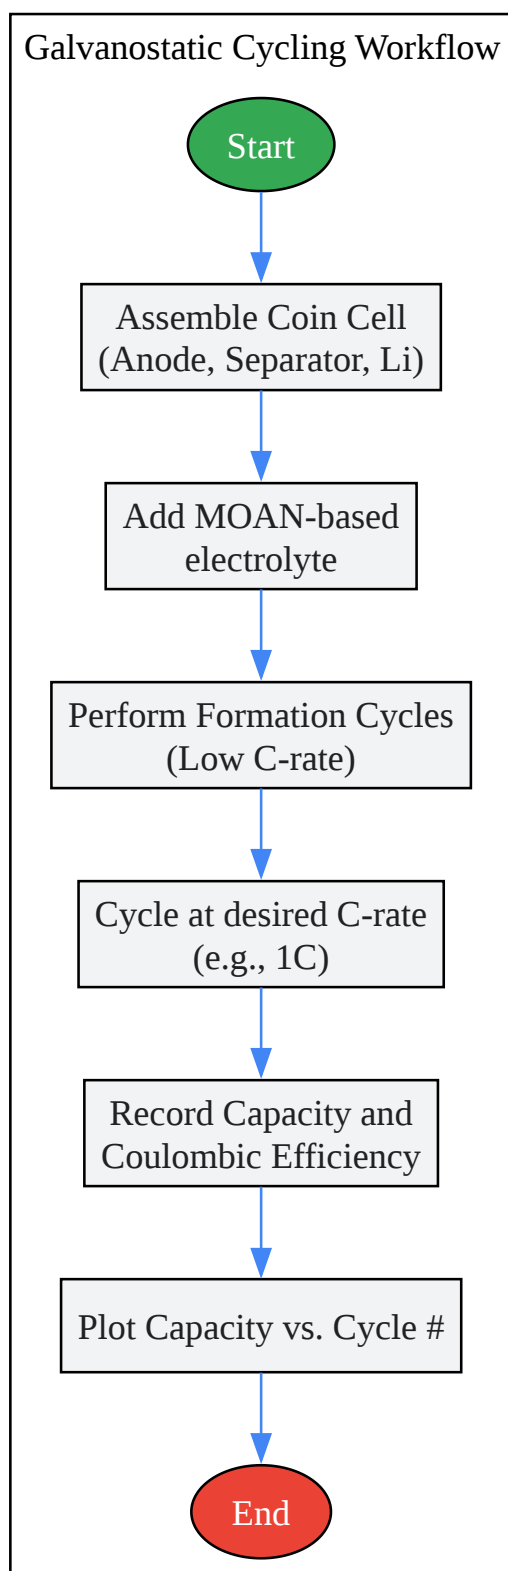 Galvanostatic Cycling Workflow
Start
Assemble Coin Cell
(Anode, Separator, Li)
Add MOAN-based
electrolyte
Perform Formation Cycles
(Low C-rate)
Cycle at desired C-rate
(e.g., 1C)
Record Capacity and
Coulombic Efficiency
Plot Capacity vs. Cycle #
End